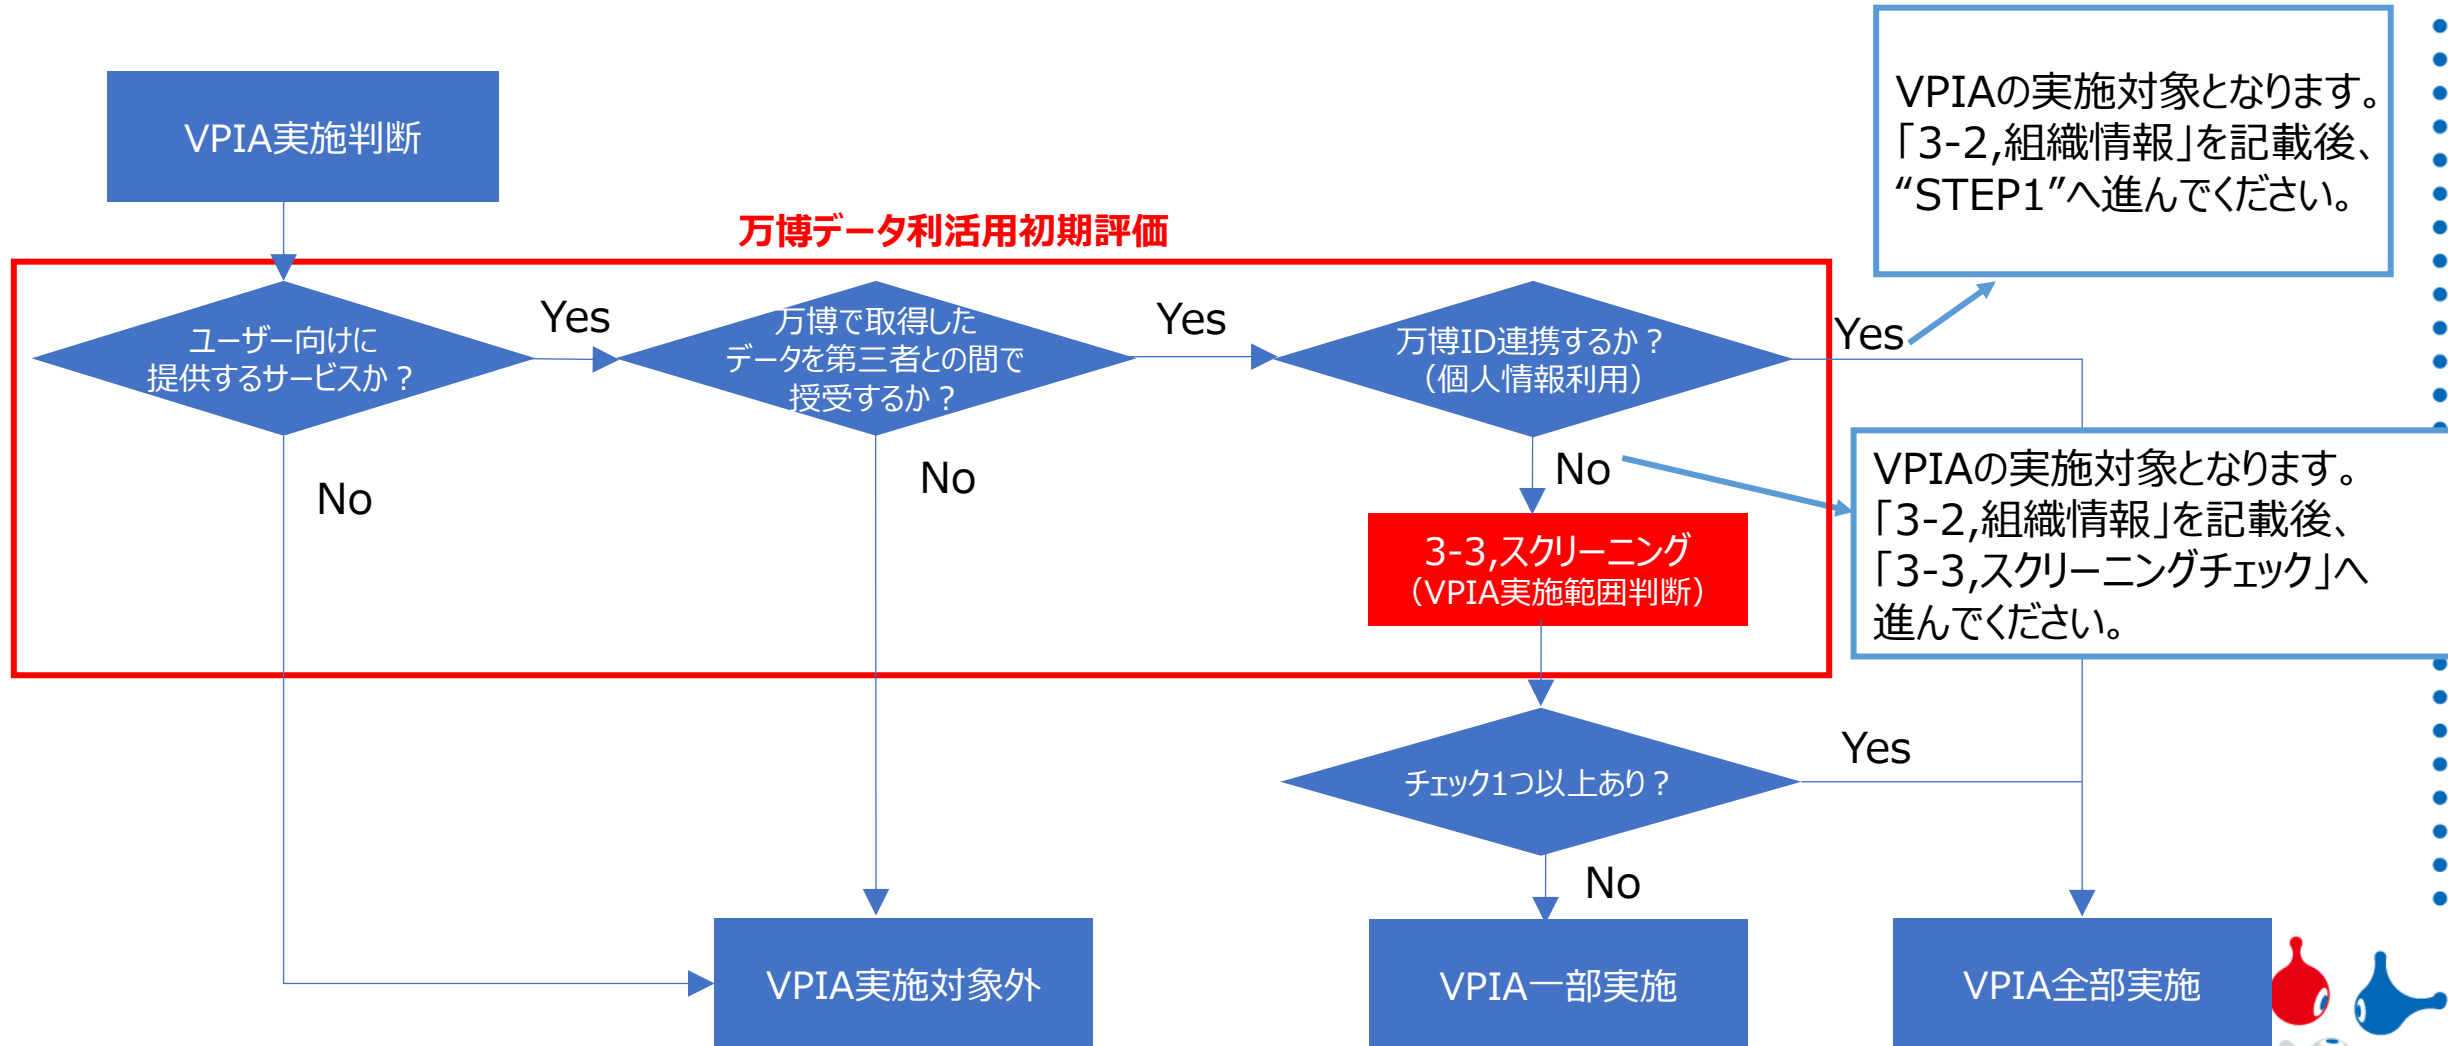 VPIA実施判断
万博データ利活用初期評価
VPIAの実施対象となります。
「3-2,組織情報」を記載後、
“STEP1”へ進んでください。
ユーザー向けに
提供するサービスか？
Yes
万博で取得した
データを第三者との間で
授受するか？
Yes
万博ID連携するか？
（個人情報利用）
Yes
No
No
No
3-3,スクリーニング
（VPIA実施範囲判断）
VPIAの実施対象となります。
「3-2,組織情報」を記載後、
「3-3,スクリーニングチェック」へ
進んでください。
チェック1つ以上あり？
Yes
No
VPIA実施対象外
VPIA一部実施
VPIA全部実施